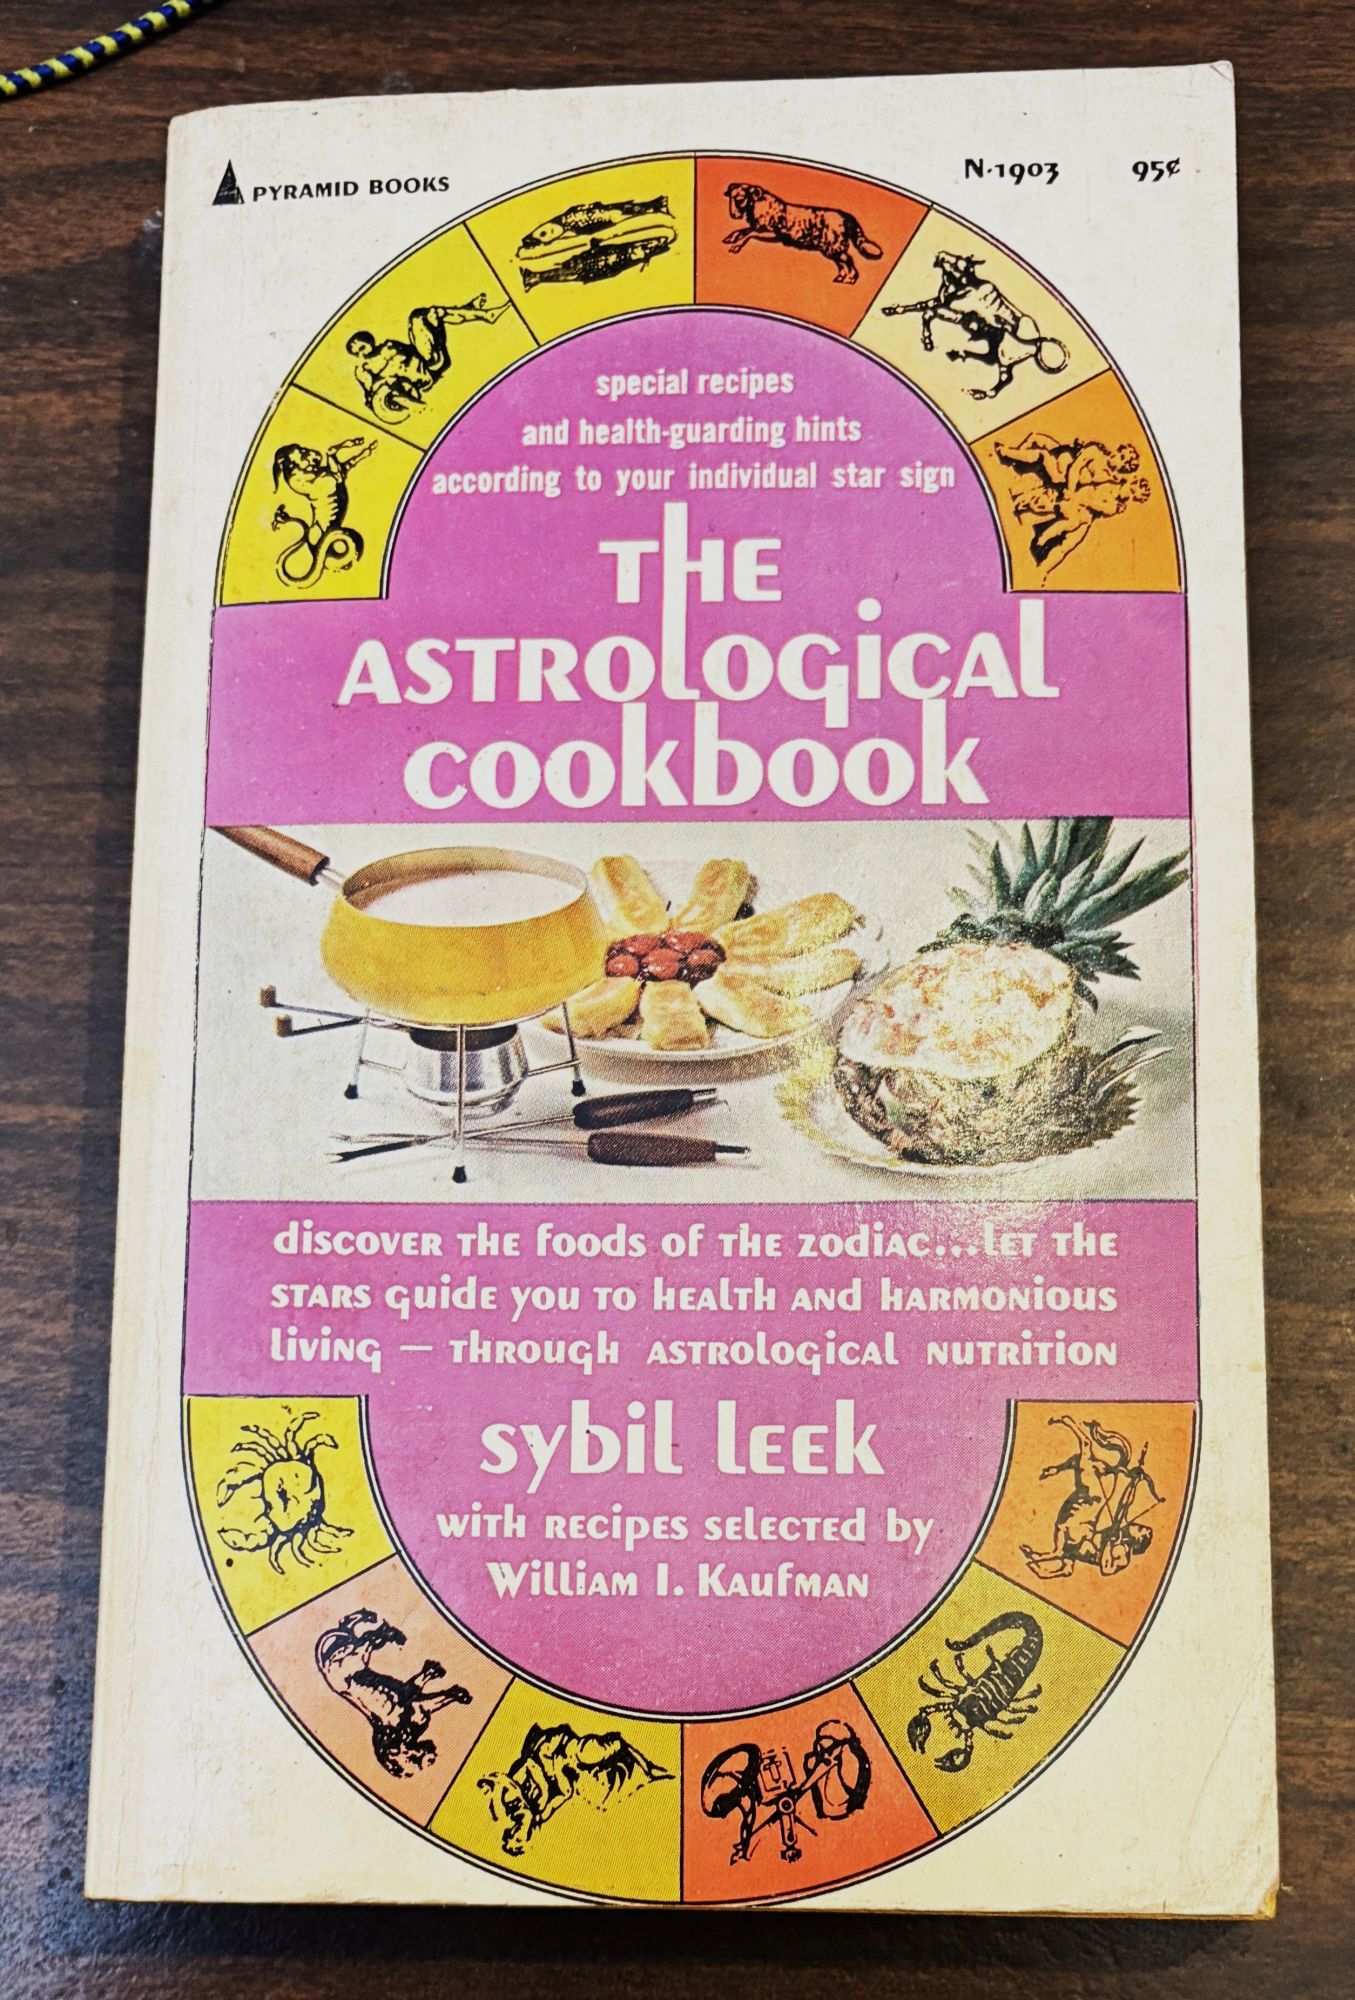 PYRAMID BOOKS
N-1903 95¢
special recipes
and health-guarding hints
according to your individual star sign
THE
ASTROLOGICAL
COOKBOOK
discover the foods of the zodiac...let the
stars guide you to health and harmonious
living — through astrological nutrition
sybil leek
with recipes selected by
William I. Kaufman